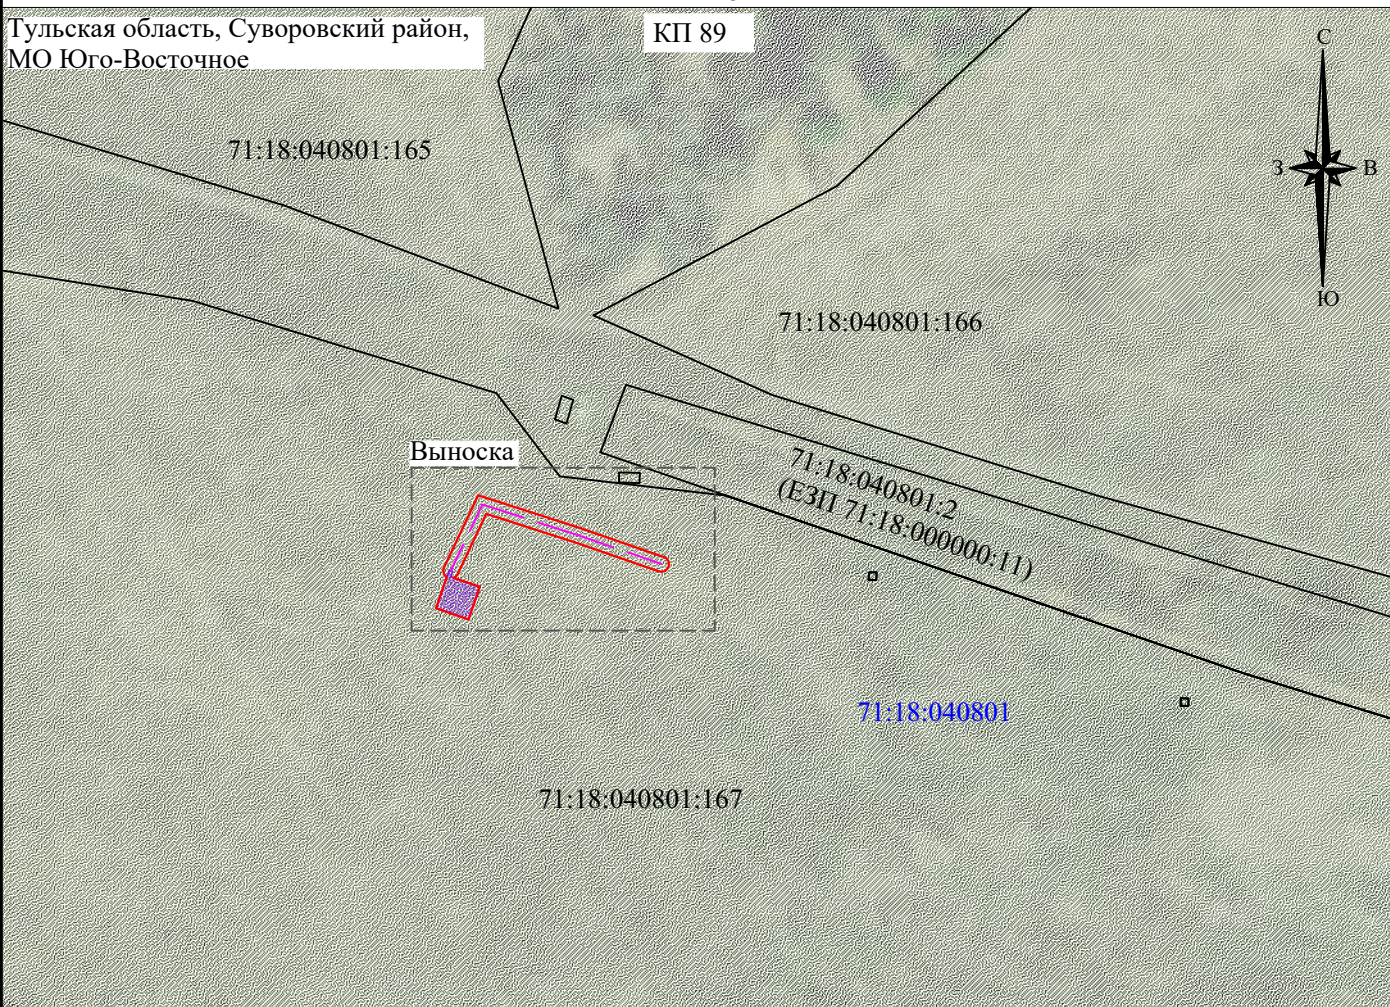 Тульская область, Суворовский район,
МО Юго-Восточное
КП 89
С
71:18:040801:165
З
В
Ю
71:18:040801:166
Выноска
71:18:040801:2
(ЕЗП 71:18:000000:11)
71:18:040801
71:18:040801:167